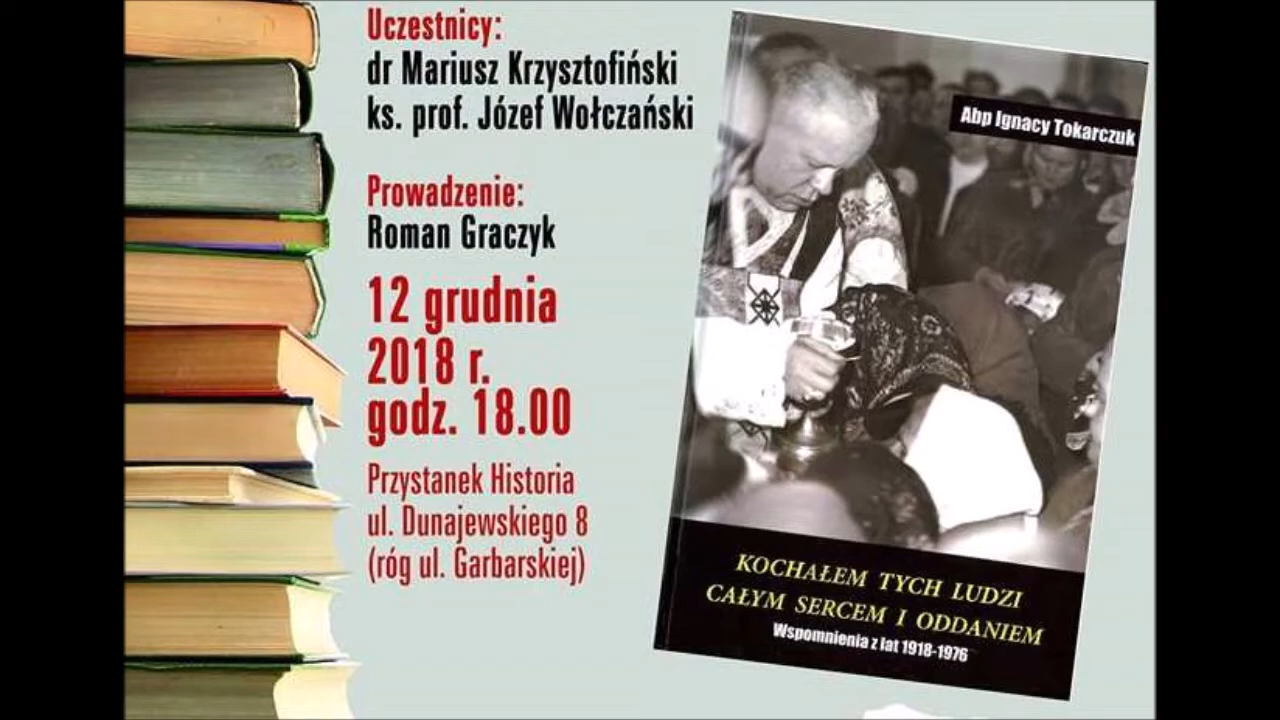 Uczestnicy:
dr Mariusz Krzysztofiński
ks. prof. Józef Wołczański
Prowadzenie:
Roman Graczyk
12 grudnia
2018 r.
godz. 18.00
Przystanek Historia
ul. Dunajewskiego 8
(róg ul. Garbarskiej)
Abp Ignacy Tokarczuk
KOCHAŁEM TYCH LUDZI
CAŁYM SERCEM I ODDANIEM
Wspomnienia z lat 1918-1976